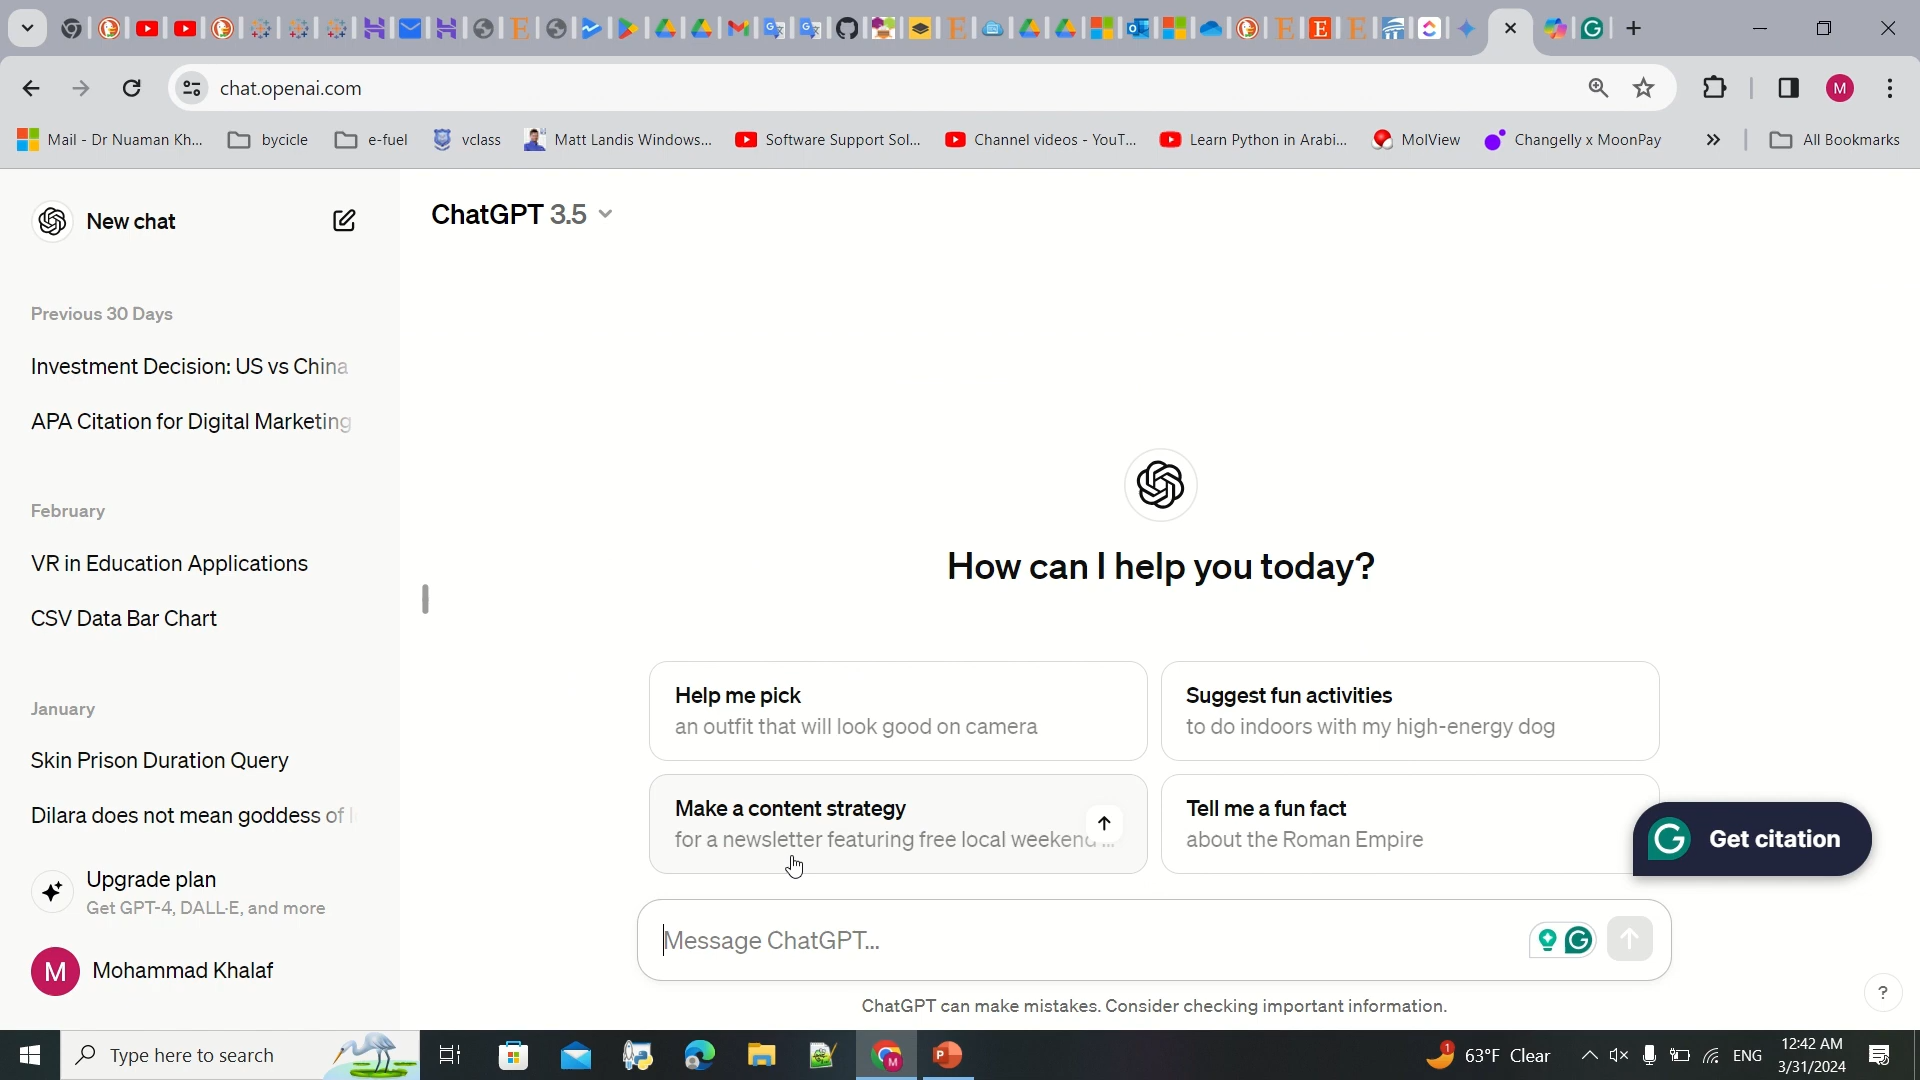 chat.openai.com
M
Mail - Dr Nuaman Kh...
bycicle
e-fuel
vclass
Matt Landis Windows...
Software Support Sol...
Channel videos - YouT...
Learn Python in Arabi...
MolView
Changelly x MoonPay
»
All Bookmarks
New chat
ChatGPT 3.5
Previous 30 Days
Investment Decision: US vs China
APA Citation for Digital Marketing
February
VR in Education Applications
CSV Data Bar Chart
January
Skin Prison Duration Query
Dilara does not mean goddess of l
Upgrade plan
Get GPT-4, DALL·E, and more
M
Mohammad Khalaf
How can I help you today?
Help me pick
an outfit that will look good on camera
Suggest fun activities
to do indoors with my high-energy dog
Make a content strategy
for a newsletter featuring free local weekend ...
Tell me a fun fact
about the Roman Empire
Get citation
Message ChatGPT...
ChatGPT can make mistakes. Consider checking important information.
?
Type here to search
1
63°F Clear
ENG
12:42 AM
3/31/2024